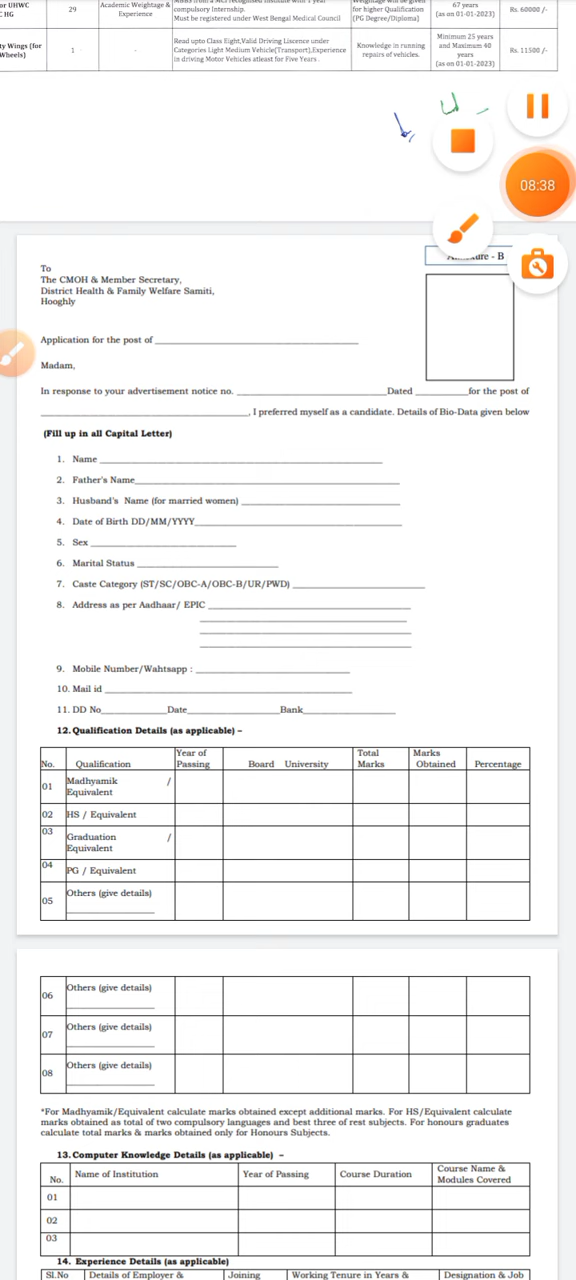 or UHWC
C HG
29
Academic Weightage &
Experience
compulsory Internship.
Must be registered under West Bengal Medical Council
for higher Qualification
(PG Degree/Diploma)
67 years
(as on 01-01-2023)
Rs. 60000 /-
ty Wings (for
Wheels)
1
-
Read upto Class Eight,Valid Driving Liscence under
Categories Light Medium Vehicle(Transport),Experience
in driving Motor Vehicles atleast for Five Years .
Knowledge in running
repairs of vehicles.
Minimum 25 years
and Maximum 40
years
(as on 01-01-2023)
Rs. 11500 /-
08:38
ure - B
To
The CMOH & Member Secretary,
District Health & Family Welfare Samiti,
Hooghly
Application for the post of
Madam,
In response to your advertisement notice no. Dated for the post of
, I preferred myself as a candidate. Details of Bio-Data given below
(Fill up in all Capital Letter)
1. Name
2. Father's Name
3. Husband's Name (for married women)
4. Date of Birth DD/MM/YYYY
5. Sex
6. Marital Status
7. Caste Category (ST/SC/OBC-A/OBC-B/UR/PWD)
8. Address as per Aadhaar/ EPIC
9. Mobile Number/Wahtsapp :
10. Mail id
11. DD No Date Bank
12. Qualification Details (as applicable) –
No. Qualification Year of Passing Board University Total Marks Marks Obtained Percentage
01 Madhyamik /
Equivalent
02 HS / Equivalent
03 Graduation /
Equivalent
04 PG / Equivalent
05 Others (give details)
06 Others (give details)
07 Others (give details)
08 Others (give details)
*For Madhyamik/Equivalent calculate marks obtained except additional marks. For HS/Equivalent calculate
marks obtained as total of two compulsory languages and best three of rest subjects. For honours graduates
calculate total marks & marks obtained only for Honours Subjects.
13. Computer Knowledge Details (as applicable) –
No. Name of Institution Year of Passing Course Duration Course Name & Modules Covered
01
02
03
14. Experience Details (as applicable)
Sl.No Details of Employer & Joining Working Tenure in Years & Designation & Job